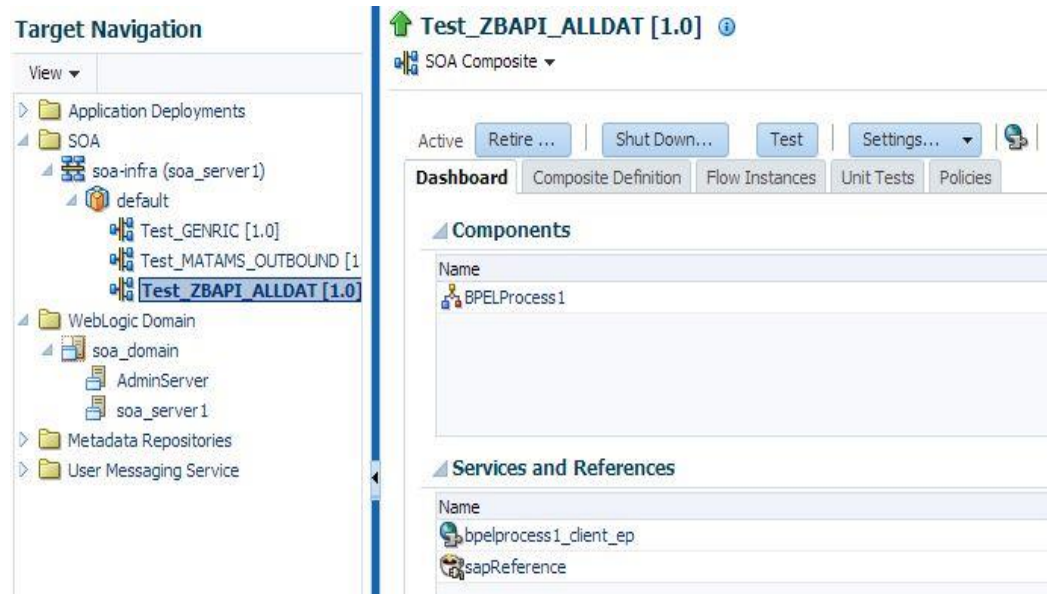 Target Navigation
View
Application Deployments
SOA
soa-infra (soa_server1)
default
Test_GENRIC [1.0]
Test_MATAMS_OUTBOUND [1
Test_ZBAPI_ALLDAT [1.0]
WebLogic Domain
soa_domain
AdminServer
soa_server1
Metadata Repositories
User Messaging Service
Test_ZBAPI_ALLDAT [1.0]
SOA Composite
Active Retire ... Shut Down... Test Settings...
Dashboard Composite Definition Flow Instances Unit Tests Policies
Components
Name
BPELProcess1
Services and References
Name
bpelprocess1_client_ep
sapReference